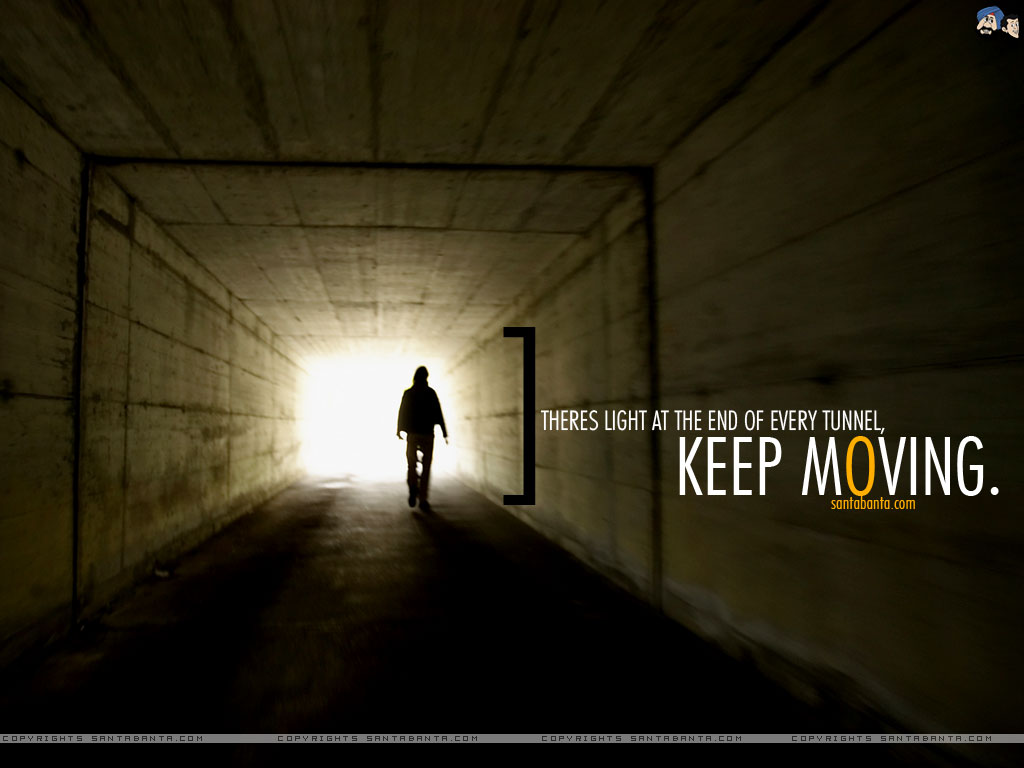 THERES LIGHT AT THE END OF EVERY TUNNEL,
KEEP MOVING.
santabanta.com
COPYRIGHTS SANTABANTA.COM COPYRIGHTS SANTABANTA.COM COPYRIGHTS SANTABANTA.COM COPYRIGHTS SANTABANTA.COM